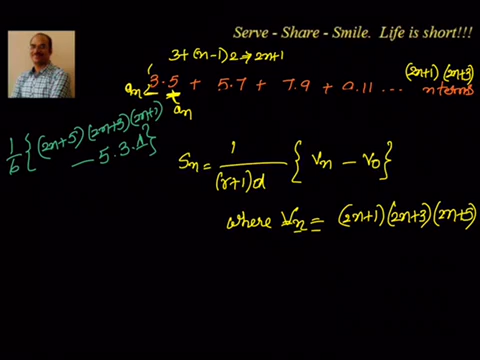 Serve - Share - Smile. Life is short!!!
3+(n-1)2⇒2n+1
(2n+1)(2n+3)
3.5 + 5.7 + 7.9 + 9.11 ... n terms
aₙ
1/6 {(2n+5)(2n+3)(2n+1)
— 5.3.1}
Sₙ = 1/(r+1)d { Vₙ − V₀ }
where Vₙ = (2n+1)(2n+3)(2n+5)